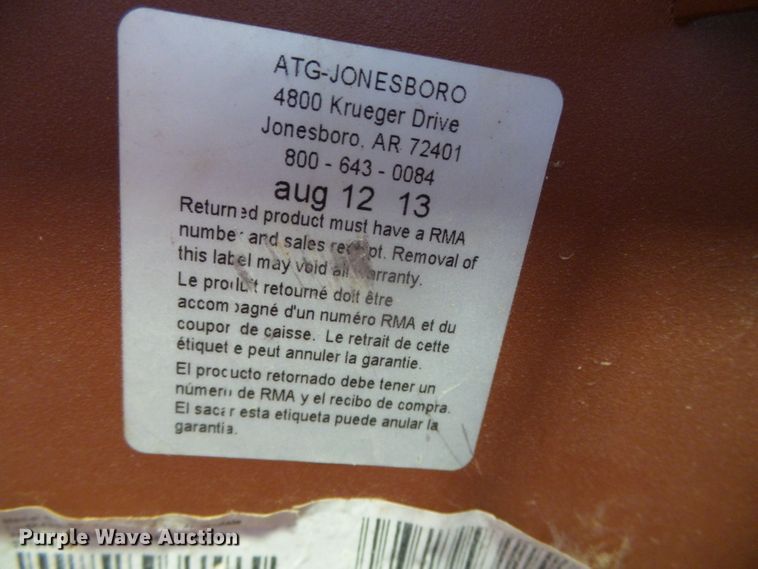 ATG-JONESBORO
4800 Krueger Drive
Jonesboro, AR 72401
800 - 643 - 0084
aug 12 13
Returned product must have a RMA
number and sales receipt. Removal of
this label may void all warranty.
Le produit retourné doit être
accompagné d'un numéro RMA et du
coupon de caisse. Le retrait de cette
étiquette peut annuler la garantie.
El producto retornado debe tener un
número de RMA y el recibo de compra.
El sacar esta etiqueta puede anular la
garantia.
Purple Wave Auction